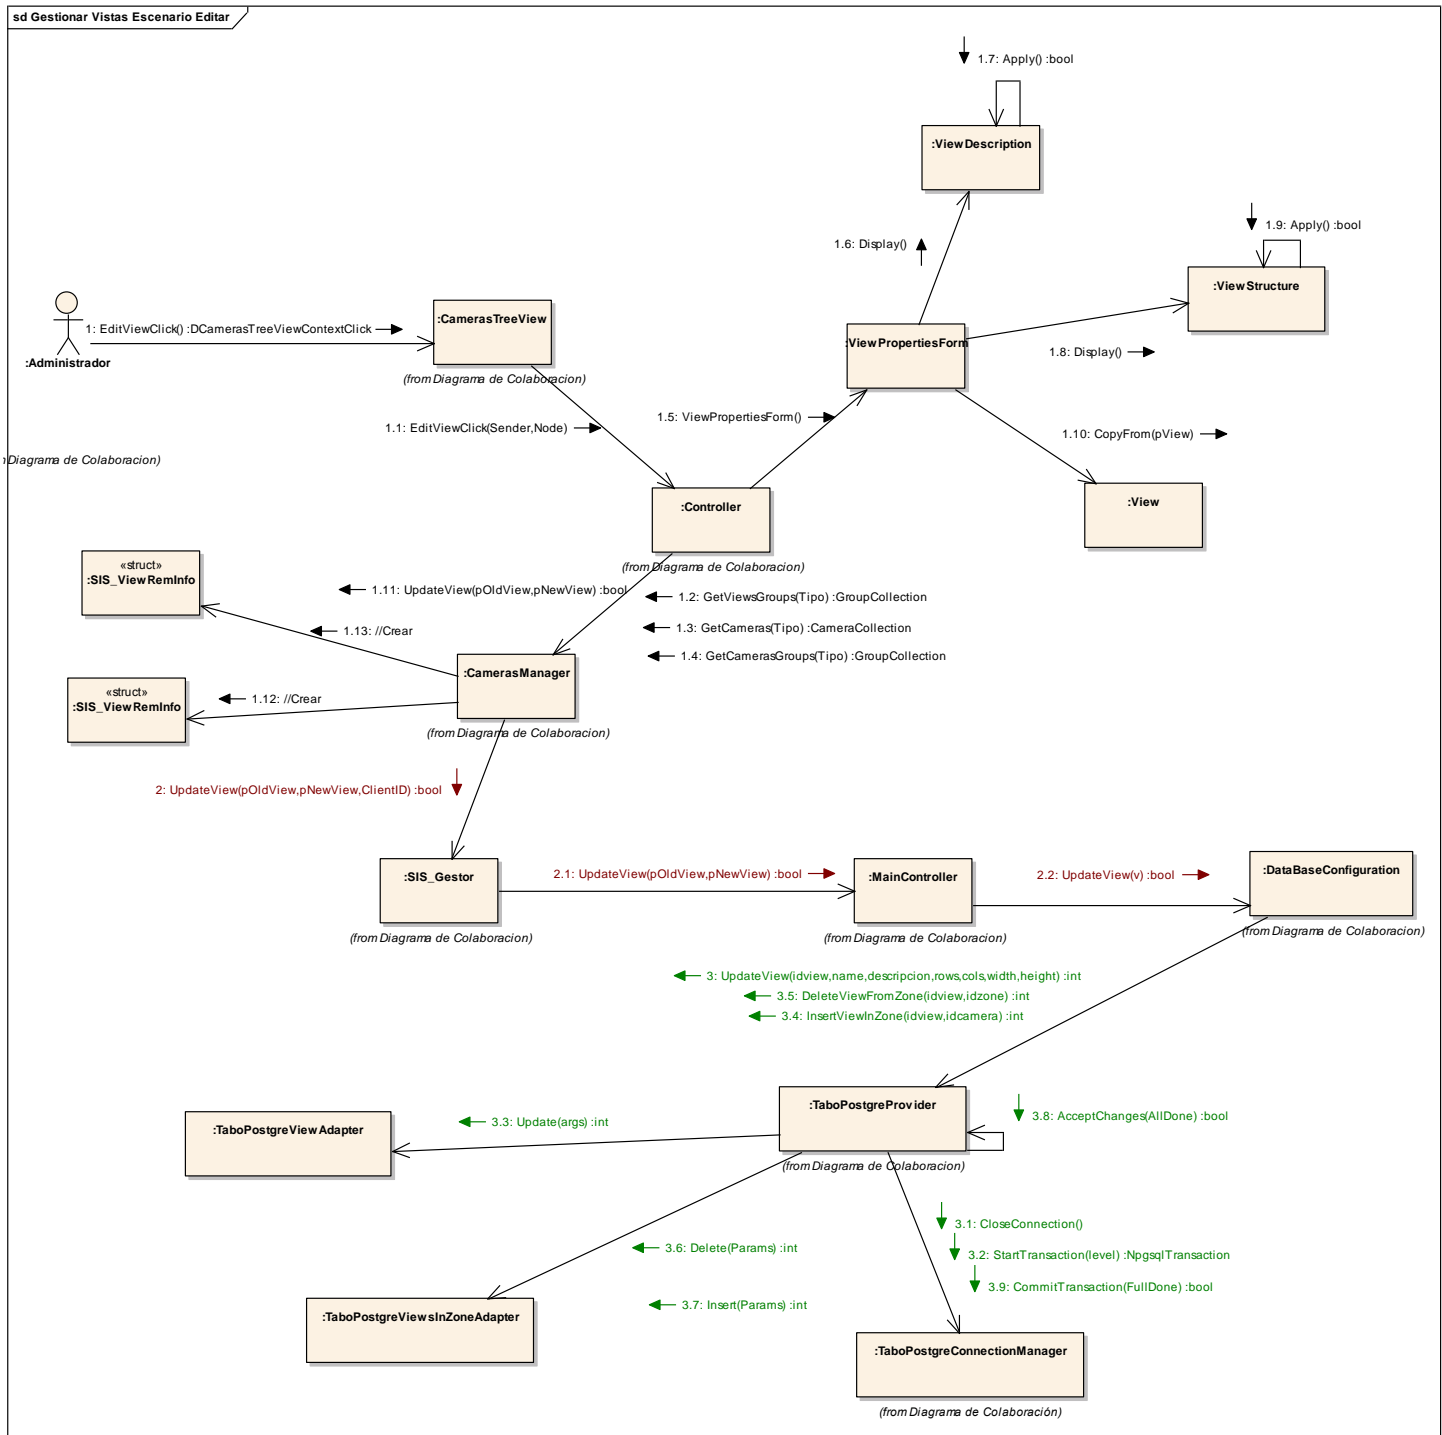 sd Gestionar Vistas Escenario Editar
1.7: Apply() :bool
:ViewDescription
1.6: Display()
1.9: Apply() :bool
:ViewStructure
1: EditViewClick() :DCamerasTreeViewContextClick
:Administrador
:CamerasTreeView
(from Diagrama de Colaboracion)
:ViewPropertiesForm
1.8: Display()
1.1: EditViewClick(Sender,Node)
1.5: ViewPropertiesForm()
1.10: CopyFrom(pView)
Diagrama de Colaboracion)
:Controller
(from Diagrama de Colaboracion)
:View
«struct»
:SIS_ViewRemInfo
1.11: UpdateView(pOldView,pNewView) :bool
1.2: GetViewsGroups(Tipo) :GroupCollection
1.13: //Crear
1.3: GetCameras(Tipo) :CameraCollection
1.4: GetCamerasGroups(Tipo) :GroupCollection
:CamerasManager
(from Diagrama de Colaboracion)
«struct»
:SIS_ViewRemInfo
1.12: //Crear
2: UpdateView(pOldView,pNewView,ClientID) :bool
:SIS_Gestor
(from Diagrama de Colaboracion)
2.1: UpdateView(pOldView,pNewView) :bool
:MainController
(from Diagrama de Colaboracion)
2.2: UpdateView(v) :bool
:DataBaseConfiguration
(from Diagrama de Colaboracion)
3: UpdateView(idview,name,descripcion,rows,cols,width,height) :int
3.5: DeleteViewFromZone(idview,idzone) :int
3.4: InsertViewInZone(idview,idcamera) :int
:TaboPostgreProvider
(from Diagrama de Colaboracion)
3.8: AcceptChanges(AllDone) :bool
:TaboPostgreViewAdapter
3.3: Update(args) :int
3.1: CloseConnection()
3.2: StartTransaction(level) :NpgsqlTransaction
3.9: CommitTransaction(FullDone) :bool
3.6: Delete(Params) :int
3.7: Insert(Params) :int
:TaboPostgreViewsInZoneAdapter
:TaboPostgreConnectionManager
(from Diagrama de Colaboración)